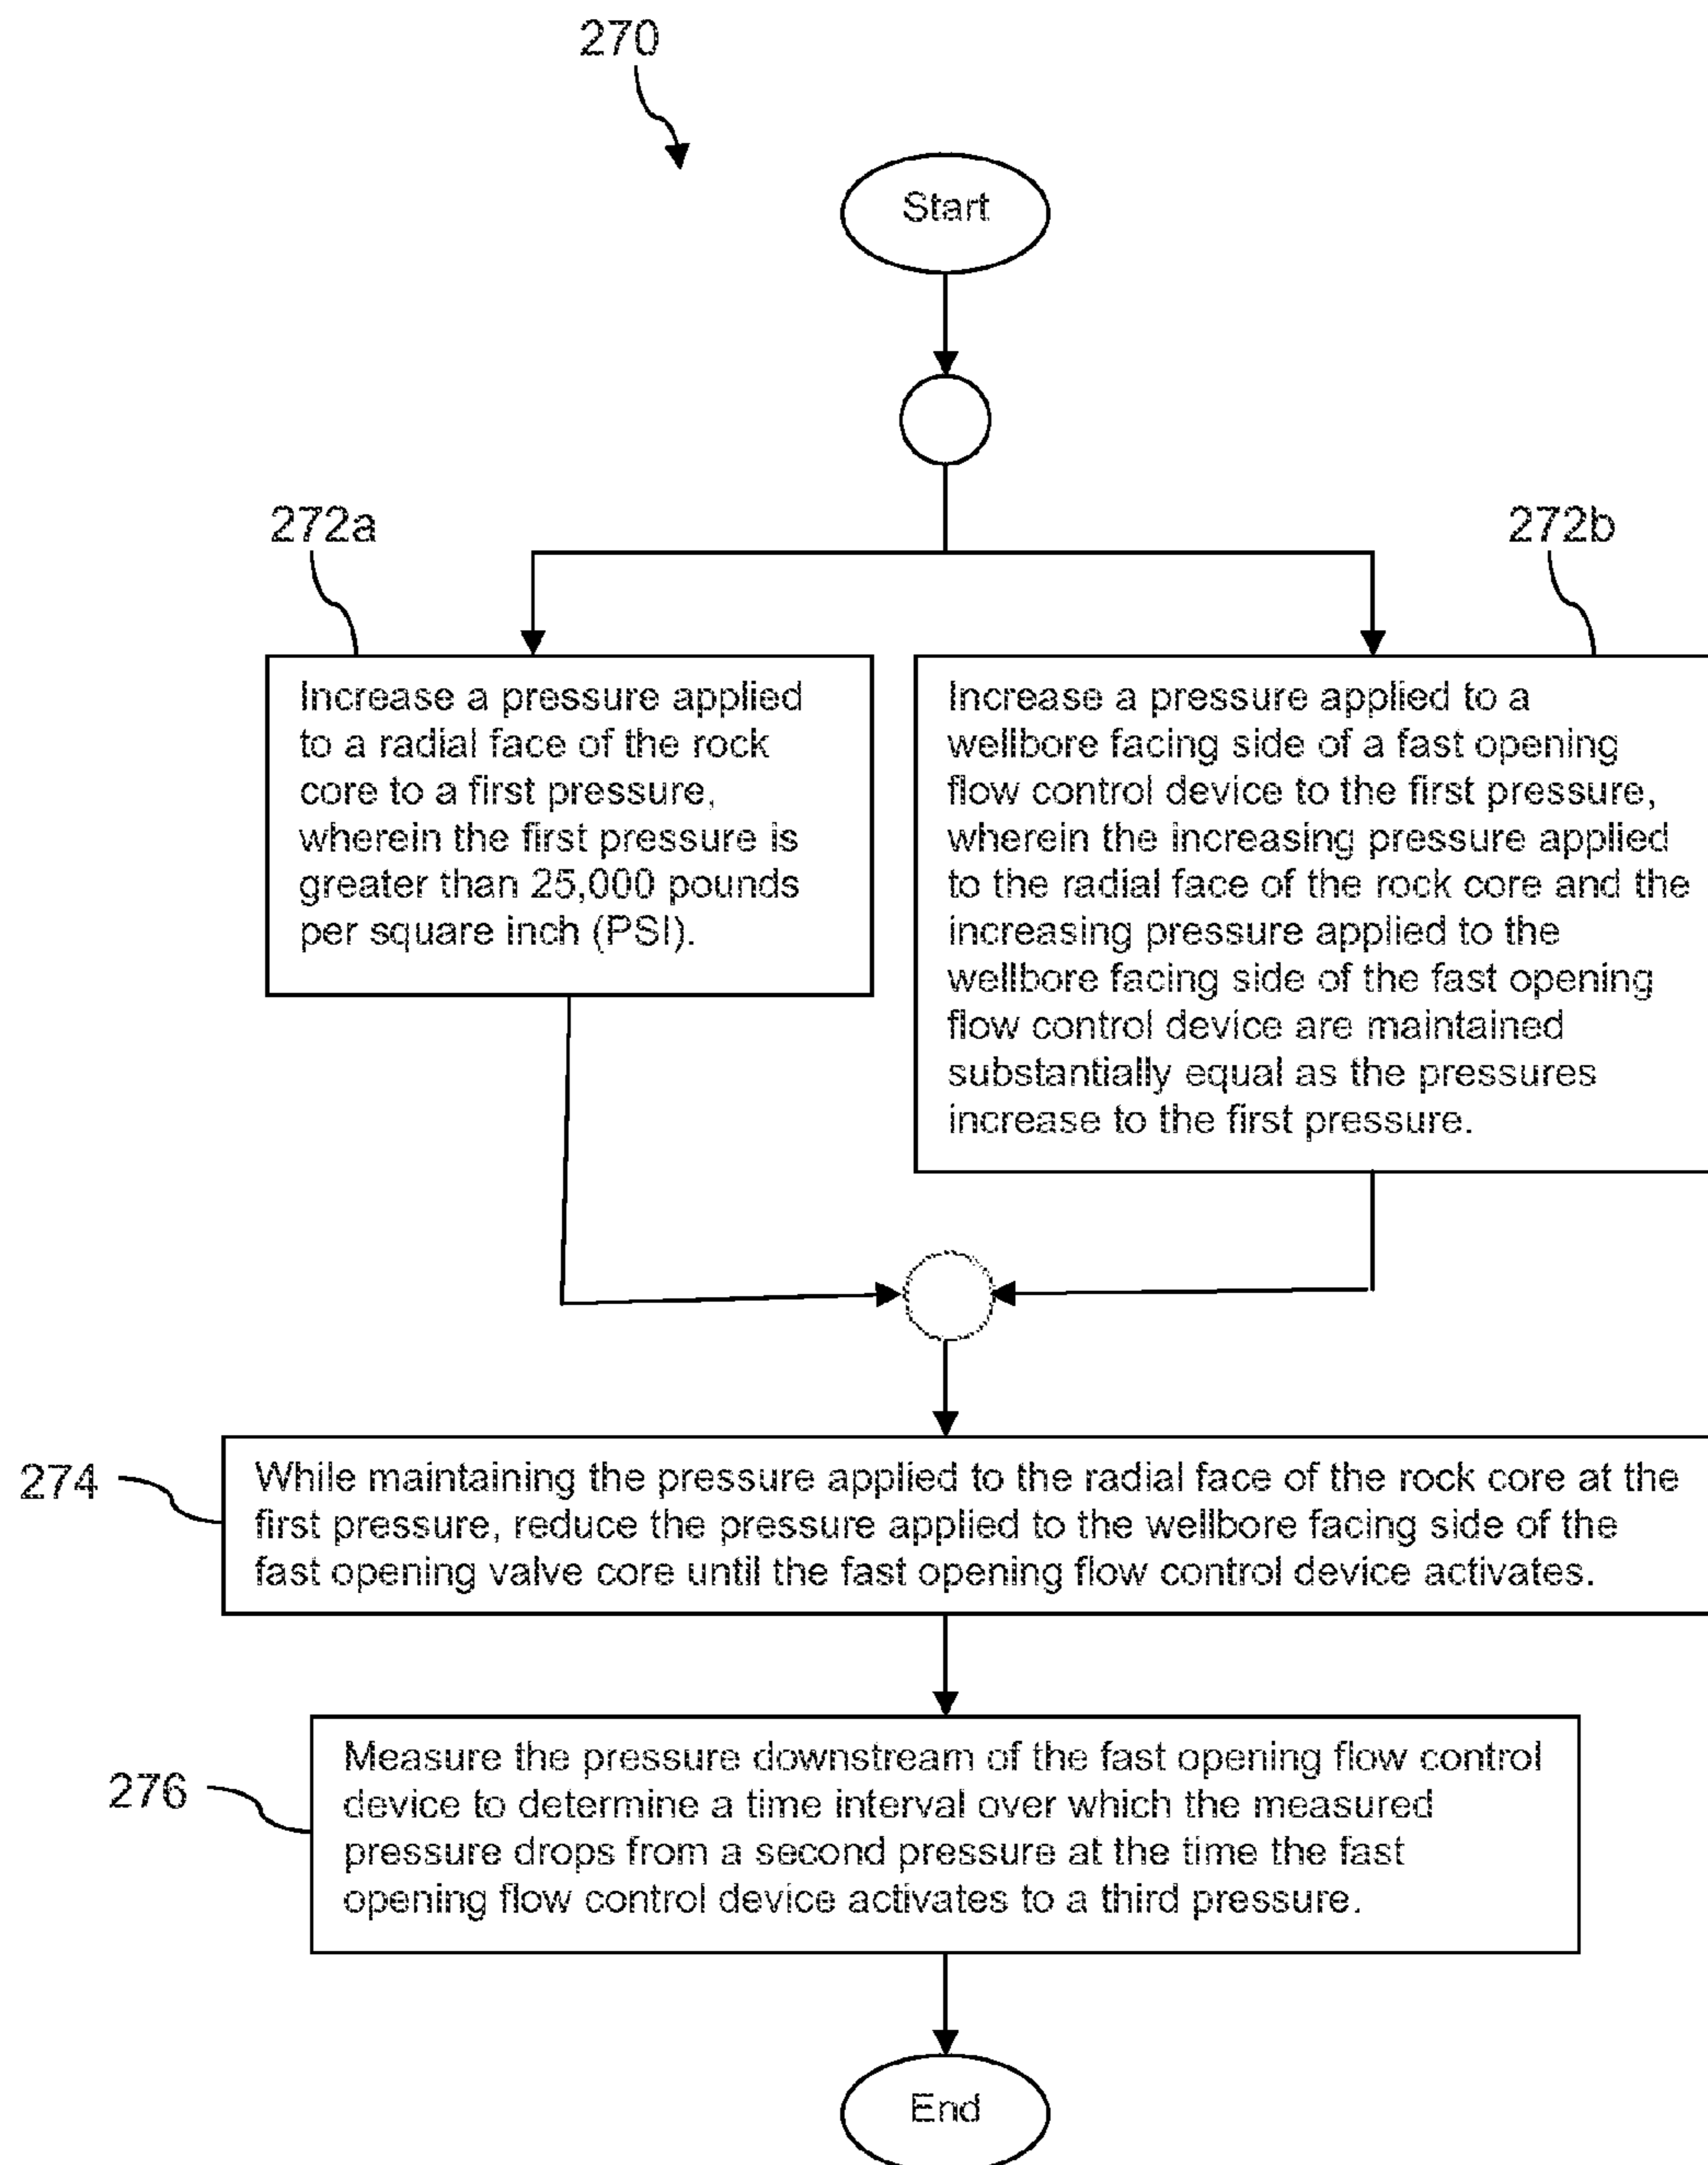 270
Start
272a
272b
Increase a pressure applied
to a radial face of the rock
core to a first pressure,
wherein the first pressure is
greater than 25,000 pounds
per square inch (PSI).
Increase a pressure applied to a
wellbore facing side of a fast opening
flow control device to the first pressure,
wherein the increasing pressure applied
to the radial face of the rock core and the
increasing pressure applied to the
wellbore facing side of the fast opening
flow control device are maintained
substantially equal as the pressures
increase to the first pressure.
274
While maintaining the pressure applied to the radial face of the rock core at the
first pressure, reduce the pressure applied to the wellbore facing side of the
fast opening valve core until the fast opening flow control device activates.
276
Measure the pressure downstream of the fast opening flow control
device to determine a time interval over which the measured
pressure drops from a second pressure at the time the fast
opening flow control device activates to a third pressure.
End